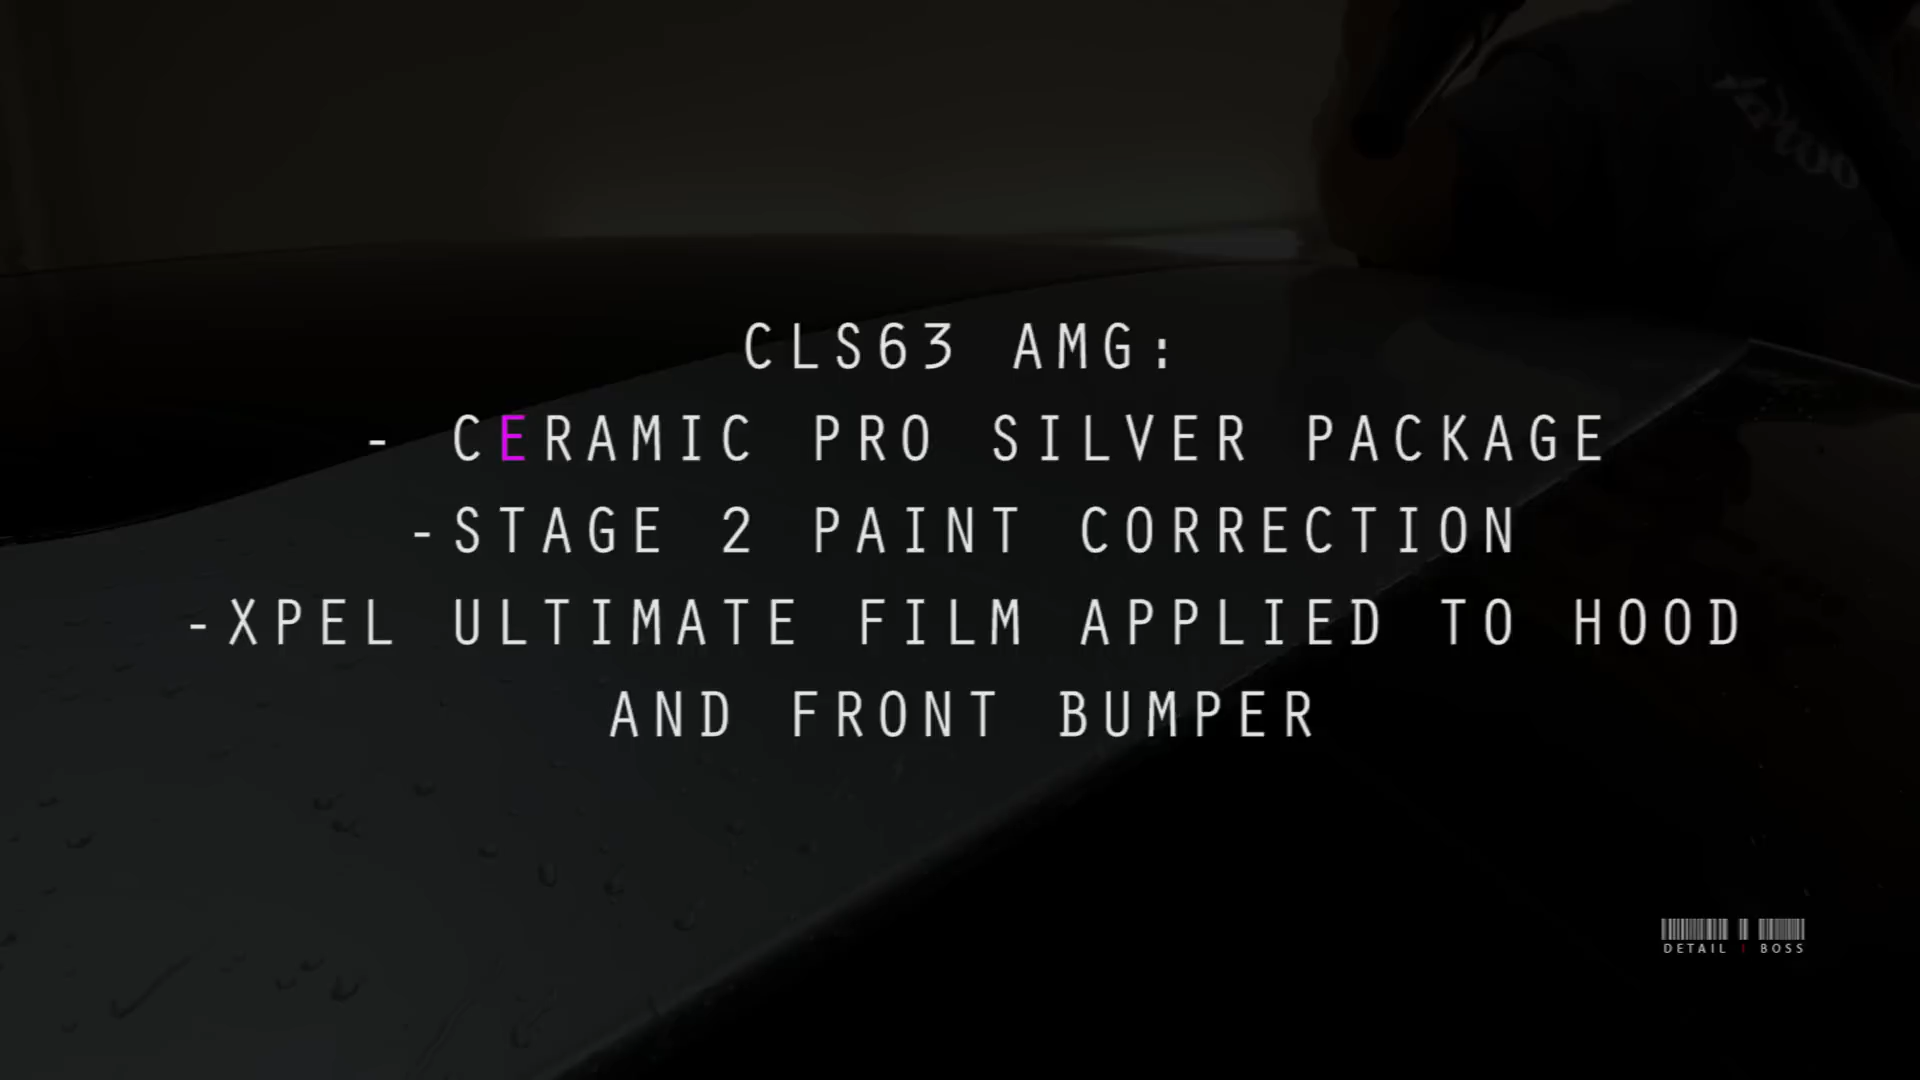 CLS63 AMG:
- CERAMIC PRO SILVER PACKAGE
-STAGE 2 PAINT CORRECTION
-XPEL ULTIMATE FILM APPLIED TO HOOD
AND FRONT BUMPER
DETAIL I BOSS